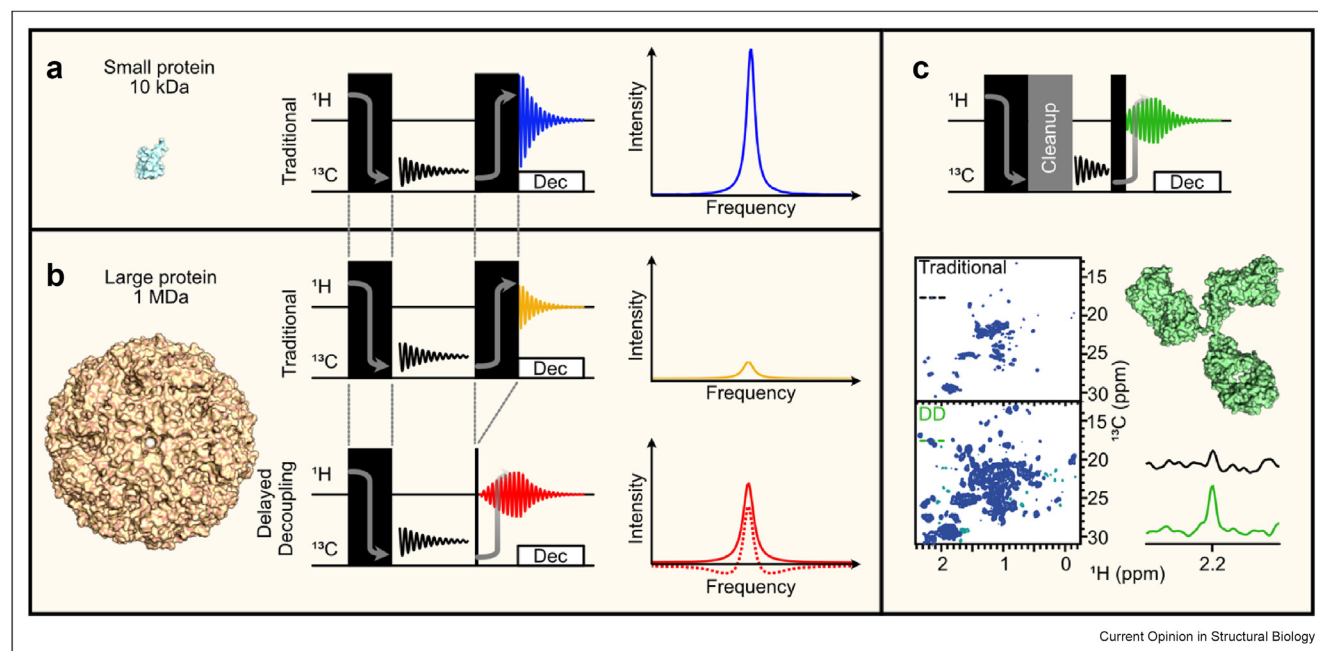 a
Small protein
10 kDa
Traditional
¹H
¹³C
Dec
Intensity
Frequency
b
Large protein
1 MDa
Traditional
¹H
¹³C
Dec
Intensity
Frequency
Delayed
Decoupling
¹H
¹³C
Dec
Intensity
Frequency
c
¹H
¹³C
Cleanup
Dec
Traditional
15
20
25
30
DD
15
20
25
30
¹³C (ppm)
2
1
0
¹H (ppm)
2.2
Current Opinion in Structural Biology